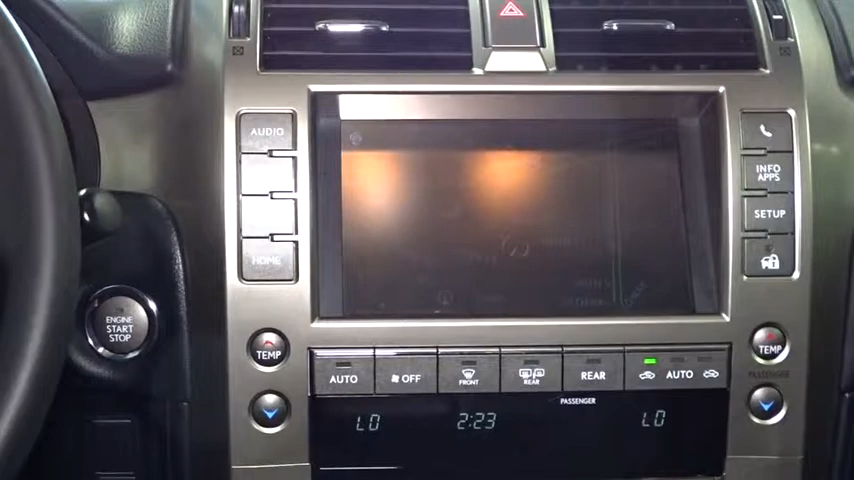 AUDIO
HOME
INFO
APPS
SETUP
ENGINE
START
STOP
TEMP
AUTO
OFF
FRONT
REAR
REAR
AUTO
TEMP
PASSENGER
PASSENGER
LO
2:23
LO